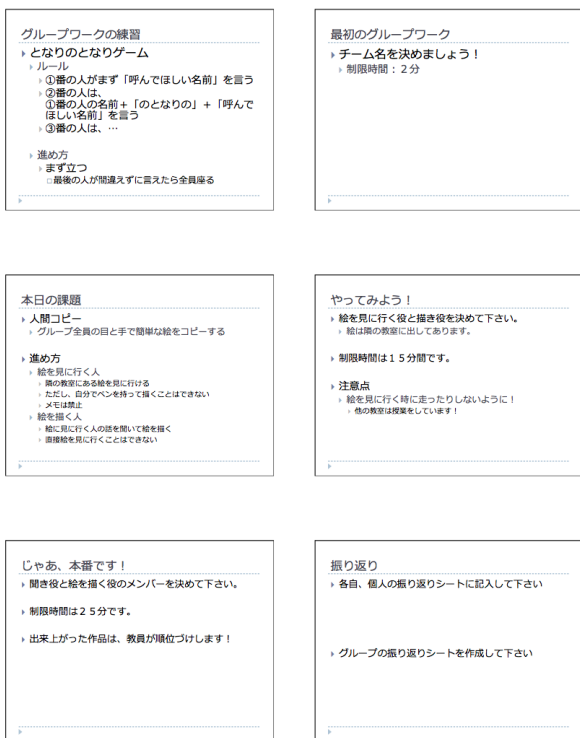 グループワークの練習
となりのとなりゲーム
ルール
①番の人がまず「呼んでほしい名前」を言う
②番の人は、
①番の人の名前＋「のとなりの」＋「呼んで
ほしい名前」を言う
③番の人は、…
進め方
まず立つ
最後の人が間違えずに言えたら全員座る
最初のグループワーク
チーム名を決めましょう！
制限時間：２分
本日の課題
人間コピー
グループ全員の目と手で簡単な絵をコピーする
進め方
絵を見に行く人
隣の教室にある絵を見に行ける
ただし、自分でペンを持って描くことはできない
メモは禁止
絵を描く人
絵に見に行く人の話を聞いて絵を描く
直接絵を見に行くことはできない
やってみよう！
絵を見に行く役と描き役を決めて下さい。
絵は隣の教室に出してあります。
制限時間は１５分間です。
注意点
絵を見に行く時に走ったりしないように！
他の教室は授業をしています！
じゃあ、本番です！
聞き役と絵を描く役のメンバーを決めて下さい。
制限時間は２５分です。
出来上がった作品は、教員が順位づけします！
振り返り
各自、個人の振り返りシートに記入して下さい
グループの振り返りシートを作成して下さい